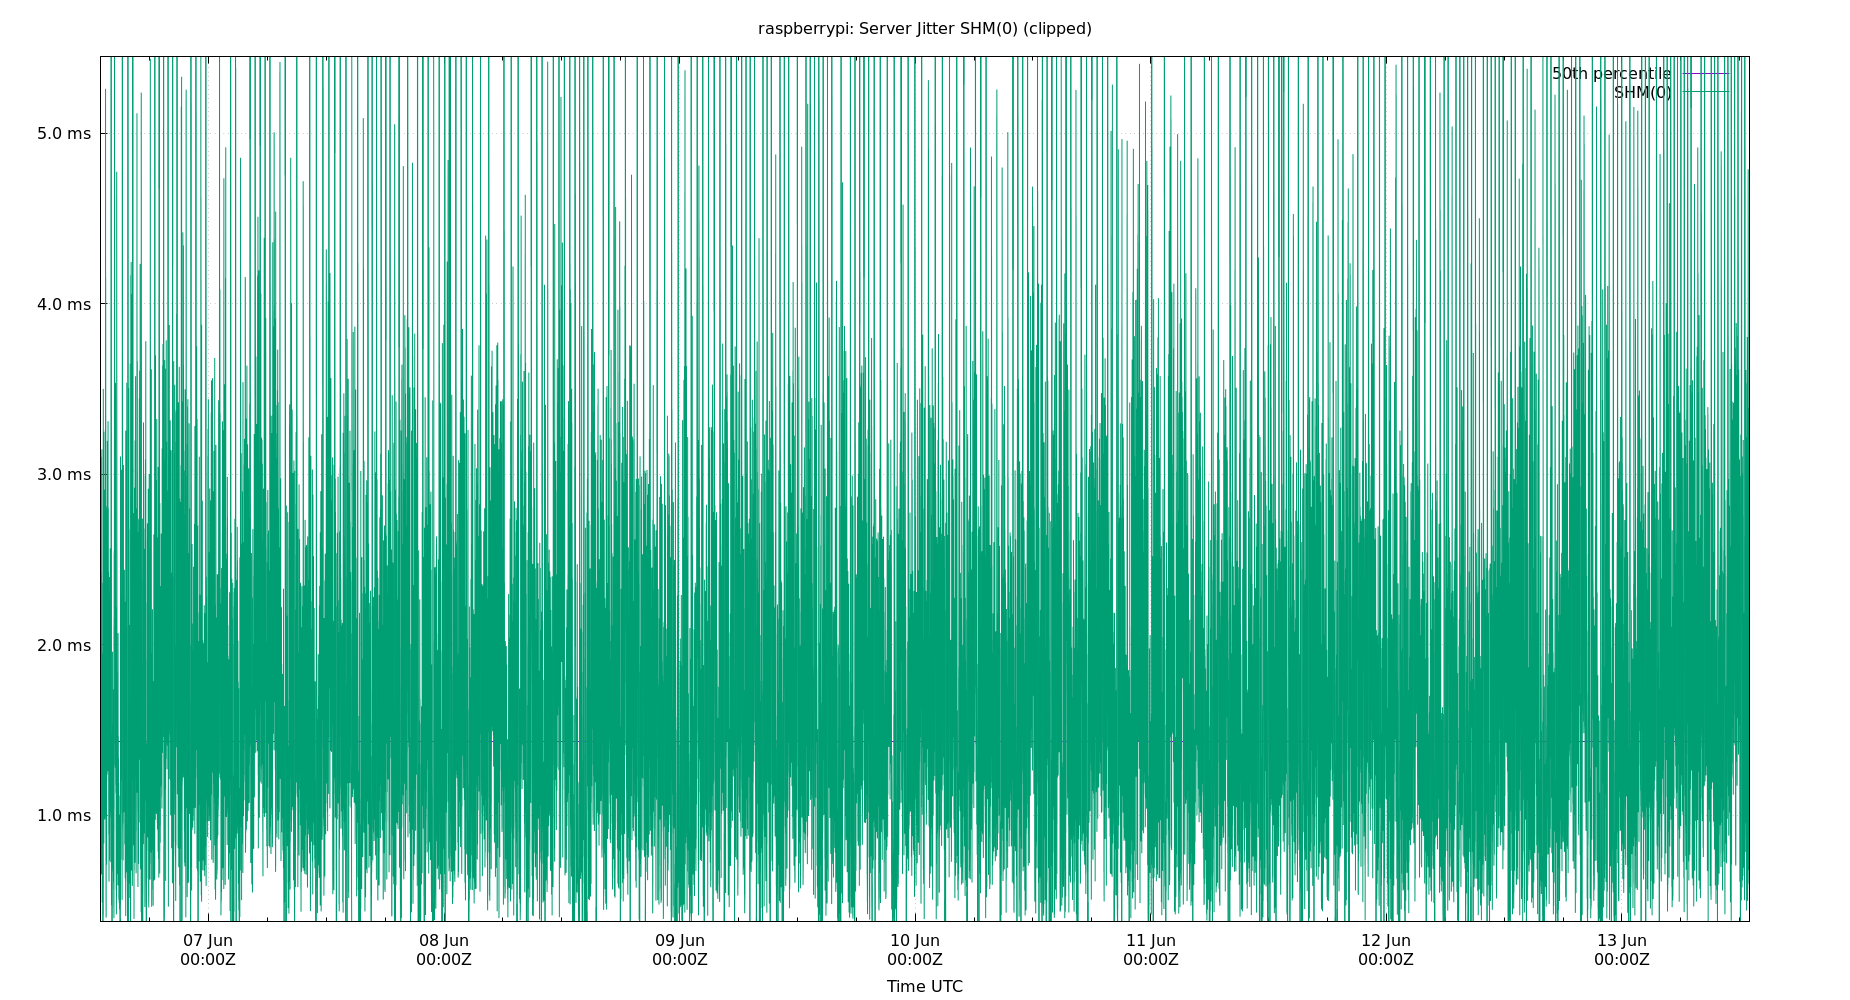 raspberrypi: Server Jitter SHM(0) (clipped)
50th percentile
SHM(0)
5.0 ms
4.0 ms
3.0 ms
2.0 ms
1.0 ms
07 Jun 08 Jun 09 Jun 10 Jun 11 Jun 12 Jun 13 Jun
00:00Z 00:00Z 00:00Z 00:00Z 00:00Z 00:00Z 00:00Z
Time UTC